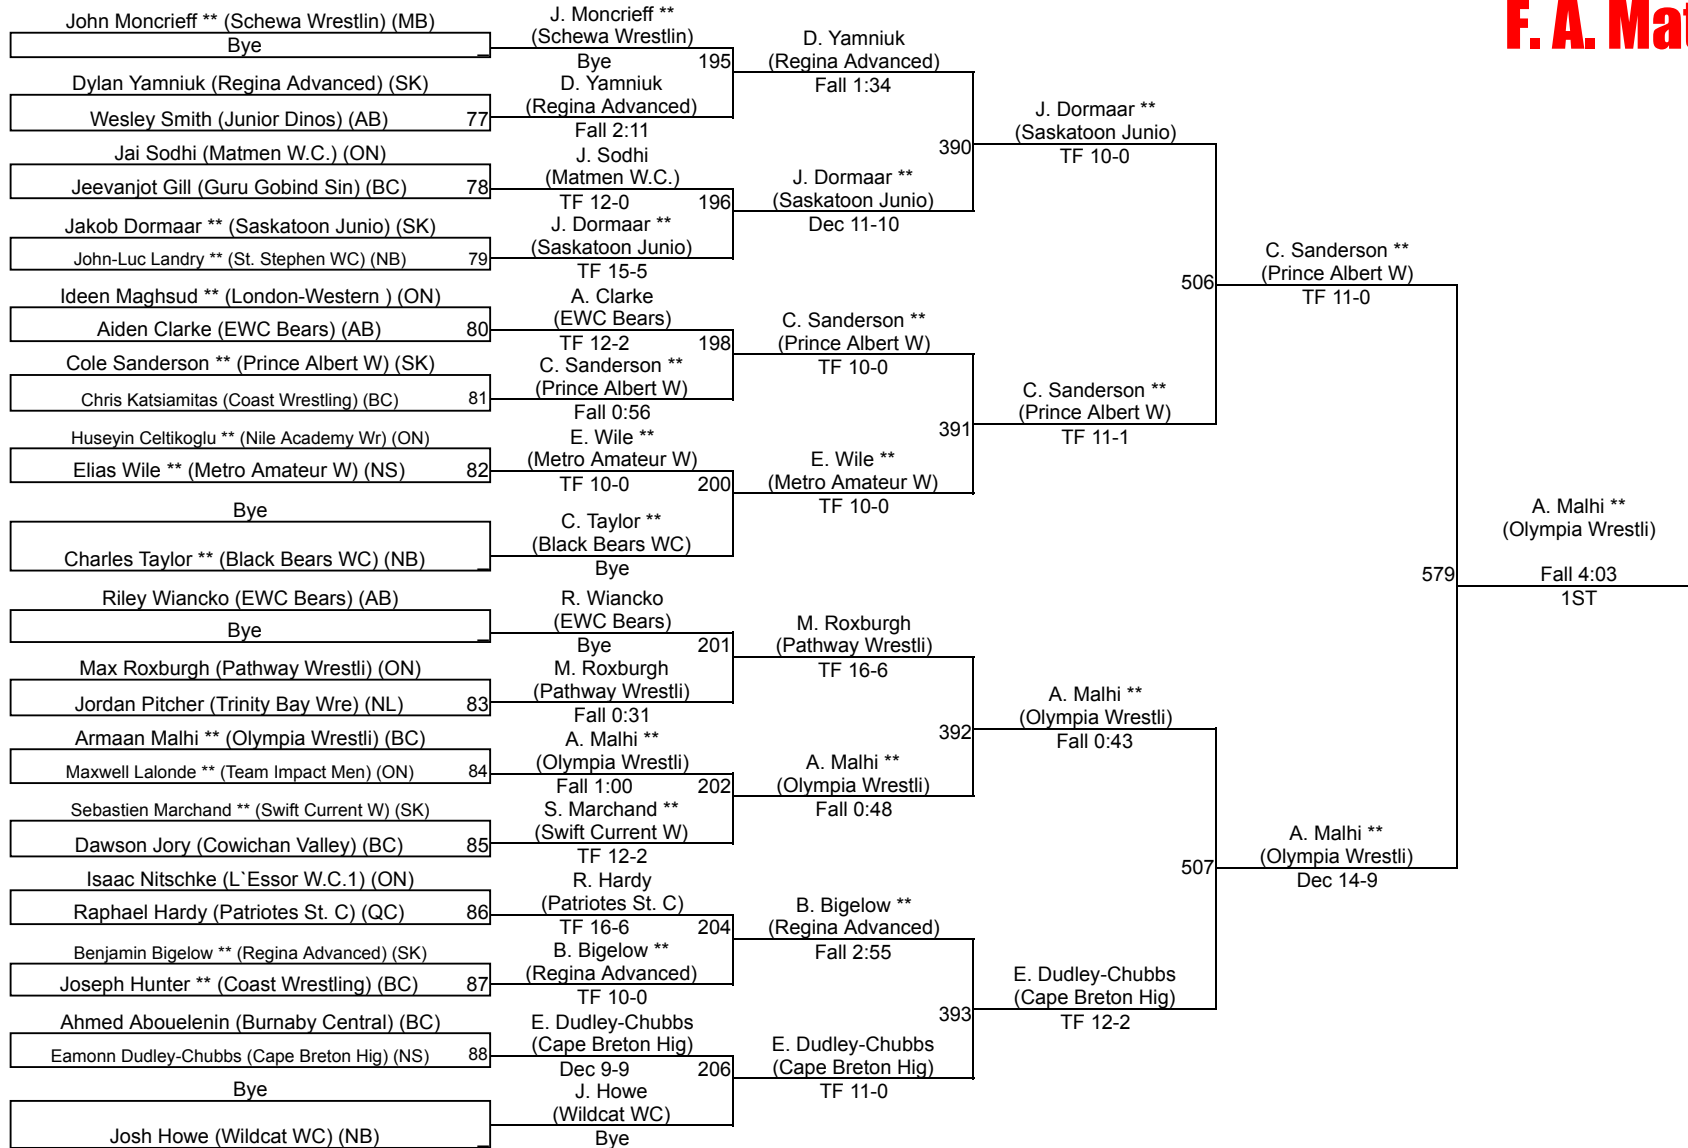 F. A. Mat
John Moncrieff ** (Schewa Wrestlin) (MB)
Bye
_
Dylan Yamniuk (Regina Advanced) (SK)
Wesley Smith (Junior Dinos) (AB) 77
Jai Sodhi (Matmen W.C.) (ON)
Jeevanjot Gill (Guru Gobind Sin) (BC) 78
Jakob Dormaar ** (Saskatoon Junio) (SK)
John-Luc Landry ** (St. Stephen WC) (NB) 79
Ideen Maghsud ** (London-Western ) (ON)
Aiden Clarke (EWC Bears) (AB) 80
Cole Sanderson ** (Prince Albert W) (SK)
Chris Katsiamitas (Coast Wrestling) (BC) 81
Huseyin Celtikoglu ** (Nile Academy Wr) (ON)
Elias Wile ** (Metro Amateur W) (NS) 82
Bye
Charles Taylor ** (Black Bears WC) (NB) _
Riley Wiancko (EWC Bears) (AB)
Bye
_
Max Roxburgh (Pathway Wrestli) (ON)
Jordan Pitcher (Trinity Bay Wre) (NL) 83
Armaan Malhi ** (Olympia Wrestli) (BC)
Maxwell Lalonde ** (Team Impact Men) (ON) 84
Sebastien Marchand ** (Swift Current W) (SK)
Dawson Jory (Cowichan Valley) (BC) 85
Isaac Nitschke (L`Essor W.C.1) (ON)
Raphael Hardy (Patriotes St. C) (QC) 86
Benjamin Bigelow ** (Regina Advanced) (SK)
Joseph Hunter ** (Coast Wrestling) (BC) 87
Ahmed Abouelenin (Burnaby Central) (BC)
Eamonn Dudley-Chubbs (Cape Breton Hig) (NS) 88
Bye
Josh Howe (Wildcat WC) (NB) _
J. Moncrieff **
(Schewa Wrestlin)
Bye 195
D. Yamniuk
(Regina Advanced)
Fall 2:11
J. Sodhi
(Matmen W.C.)
TF 12-0 196
J. Dormaar **
(Saskatoon Junio)
TF 15-5
A. Clarke
(EWC Bears)
TF 12-2 198
C. Sanderson **
(Prince Albert W)
Fall 0:56
E. Wile **
(Metro Amateur W)
TF 10-0 200
C. Taylor **
(Black Bears WC)
Bye
R. Wiancko
(EWC Bears)
Bye 201
M. Roxburgh
(Pathway Wrestli)
Fall 0:31
A. Malhi **
(Olympia Wrestli)
Fall 1:00 202
S. Marchand **
(Swift Current W)
TF 12-2
R. Hardy
(Patriotes St. C)
TF 16-6 204
B. Bigelow **
(Regina Advanced)
TF 10-0
E. Dudley-Chubbs
(Cape Breton Hig)
Dec 9-9 206
J. Howe
(Wildcat WC)
Bye
D. Yamniuk
(Regina Advanced)
Fall 1:34
390
J. Dormaar **
(Saskatoon Junio)
Dec 11-10
C. Sanderson **
(Prince Albert W)
TF 10-0
391
E. Wile **
(Metro Amateur W)
TF 10-0
M. Roxburgh
(Pathway Wrestli)
TF 16-6
392
A. Malhi **
(Olympia Wrestli)
Fall 0:48
B. Bigelow **
(Regina Advanced)
Fall 2:55
393
E. Dudley-Chubbs
(Cape Breton Hig)
TF 11-0
J. Dormaar **
(Saskatoon Junio)
TF 10-0
506
C. Sanderson **
(Prince Albert W)
TF 11-1
A. Malhi **
(Olympia Wrestli)
Fall 0:43
507
E. Dudley-Chubbs
(Cape Breton Hig)
TF 12-2
C. Sanderson **
(Prince Albert W)
TF 11-0
579
A. Malhi **
(Olympia Wrestli)
Dec 14-9
A. Malhi **
(Olympia Wrestli)
Fall 4:03
1ST